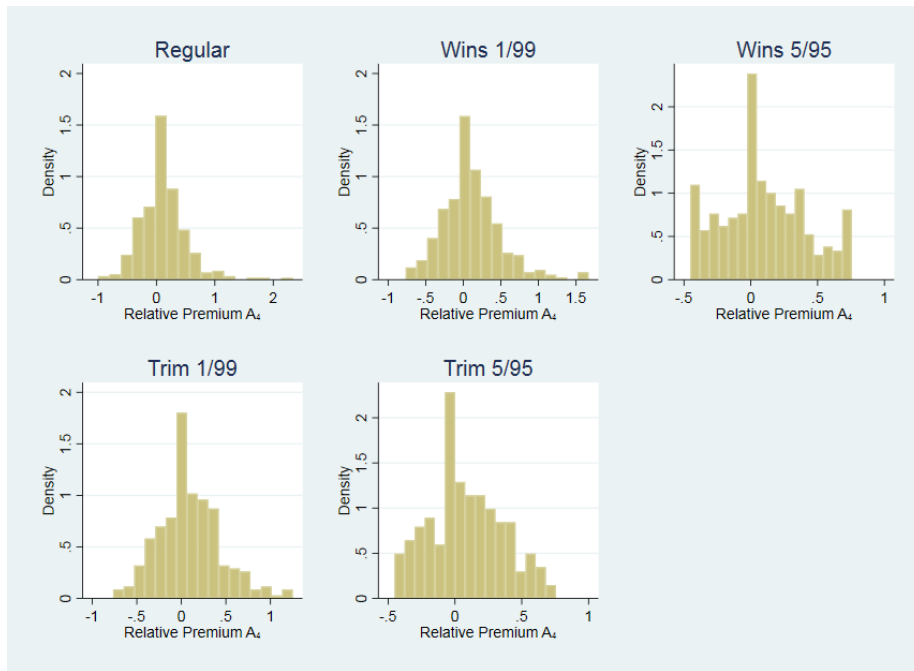 Regular
2
1.5
1
.5
0
Density
-1 0 1 2
Relative Premium A₄
Wins 1/99
2
1.5
1
.5
0
Density
-1 -.5 0 .5 1 1.5
Relative Premium A₄
Wins 5/95
2
1.5
1
.5
0
Density
-.5 0 .5 1
Relative Premium A₄
Trim 1/99
2
1.5
1
.5
0
Density
-1 -.5 0 .5 1
Relative Premium A₄
Trim 5/95
2
1.5
1
.5
0
Density
-.5 0 .5 1
Relative Premium A₄